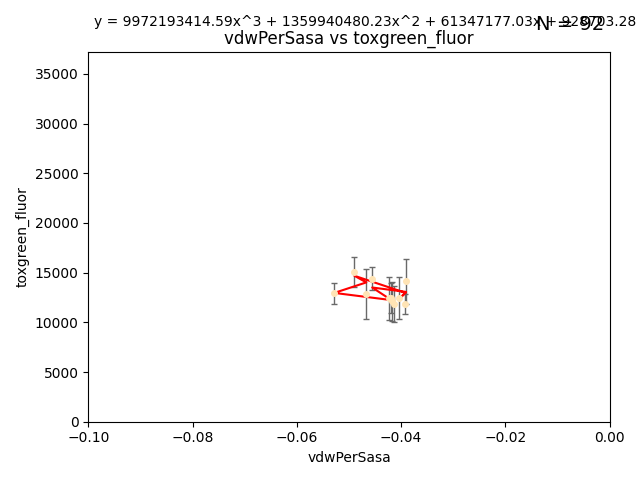 y = 9972193414.59x^3 + 1359940480.23x^2 + 61347177.03x + 928703.28
N = 92
vdwPerSasa vs toxgreen_fluor
35000
30000
25000
20000
15000
10000
5000
0
toxgreen_fluor
−0.10
−0.08
−0.06
−0.04
−0.02
0.00
vdwPerSasa